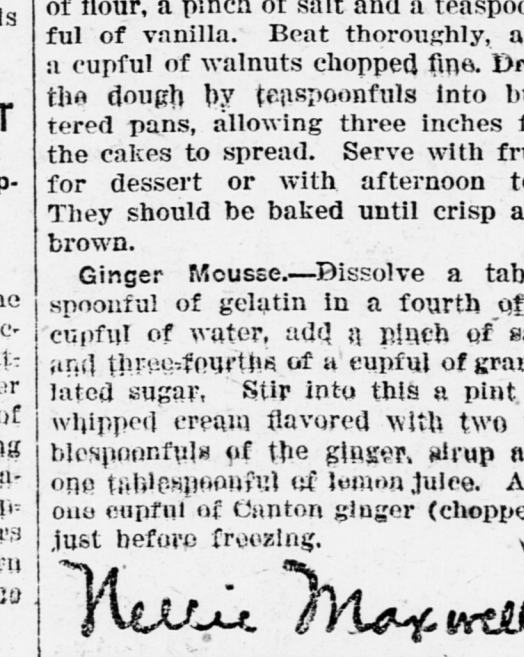 of flour, a pinch of salt and a teaspoo
ful of vanilla. Beat thoroughly, a
a cupful of walnuts chopped fine. Dr
the dough by teaspoonfuls into b
tered pans, allowing three inches f
the cakes to spread. Serve with fru
for dessert or with afternoon t
They should be baked until crisp a
brown.
Ginger Mousse.—Dissolve a tab
spoonful of gelatin in a fourth of
cupful of water, add a pinch of s
and three-fourths of a cupful of gran
lated sugar. Stir into this a pint
whipped cream flavored with two
blespoonfuls of the ginger, sirup a
one tablespoonful of lemon juice. A
one cupful of Canton ginger (choppe
just before freezing.
Nellie Maxwell